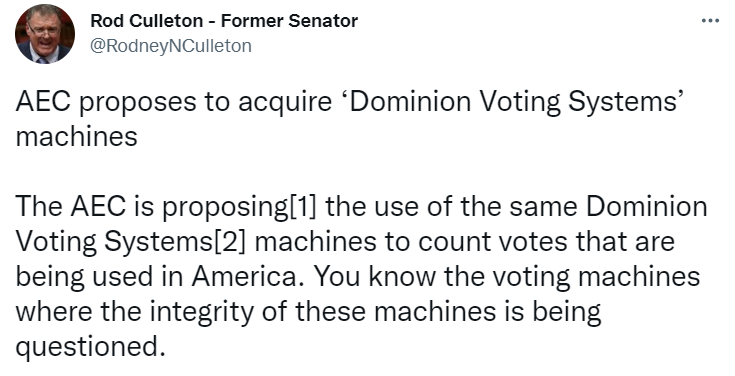 Rod Culleton - Former Senator
@RodneyNCulleton
AEC proposes to acquire ‘Dominion Voting Systems’
machines
The AEC is proposing[1] the use of the same Dominion
Voting Systems[2] machines to count votes that are
being used in America. You know the voting machines
where the integrity of these machines is being
questioned.